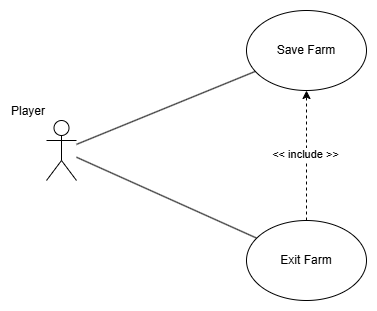 Save Farm
Player
<< include >>
Exit Farm